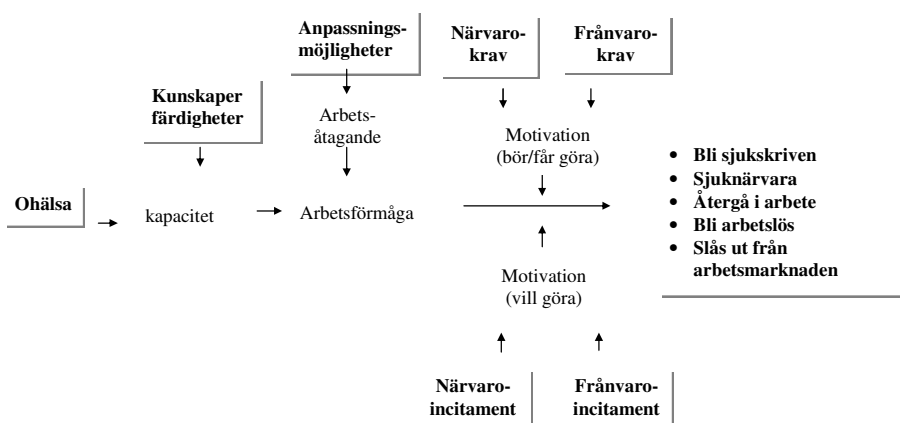 Anpassnings-
möjligheter
Närvaro-
krav
Frånvaro-
krav
Kunskaper
färdigheter
Arbets-
åtagande
Motivation
(bör/får göra)
Ohälsa
kapacitet
Arbetsförmåga
• Bli sjukskriven
• Sjuknärvara
• Återgå i arbete
• Bli arbetslös
• Slås ut från
arbetsmarknaden
Motivation
(vill göra)
Närvaro-
incitament
Frånvaro-
incitament